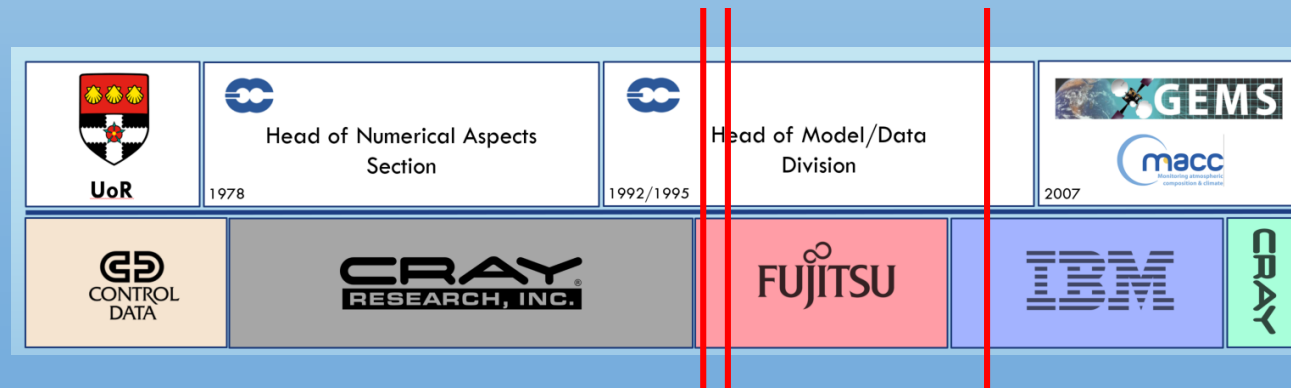 UoR
Head of Numerical Aspects
Section
1978
Head of Model/Data
Division
1992/1995
GEMS
macc
Monitoring atmospheric
composition & climate
2007
CONTROL
DATA
CRAY®
RESEARCH, INC.
FUJITSU
IBM
CRAY